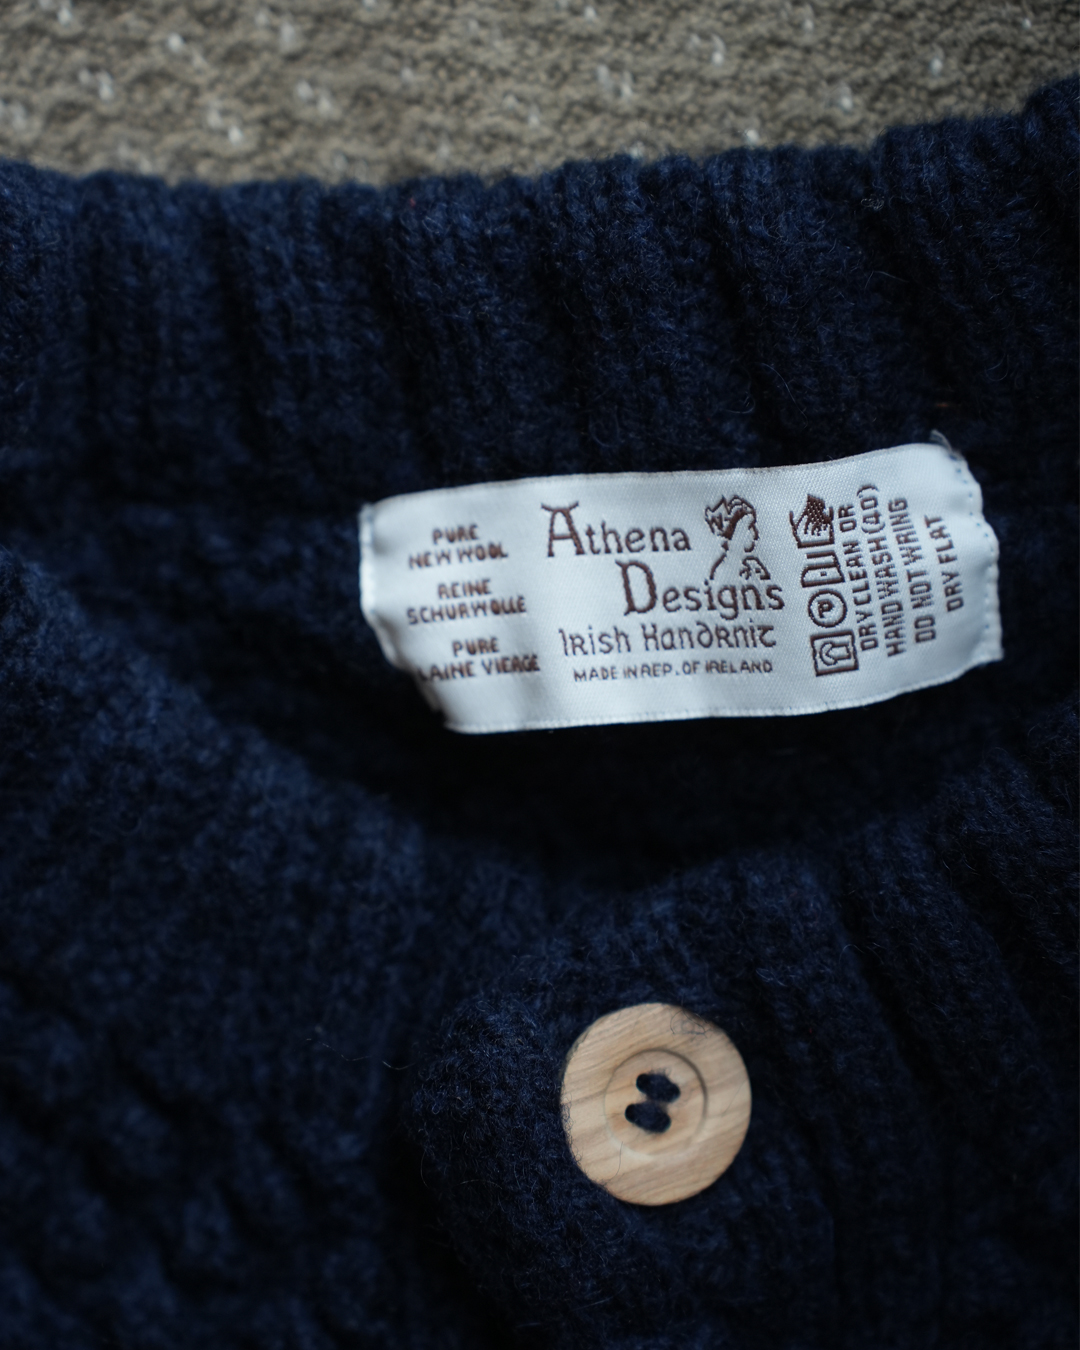 PURE
NEW WOOL
REINE
SCHURWOLLE
PURE
LAINE VIERGE
Athena
Designs
Irish Handknit
MADE IN REP. OF IRELAND
P
DRY CLEAN OR
HAND WASH (40)
DO NOT WRING
DRY FLAT